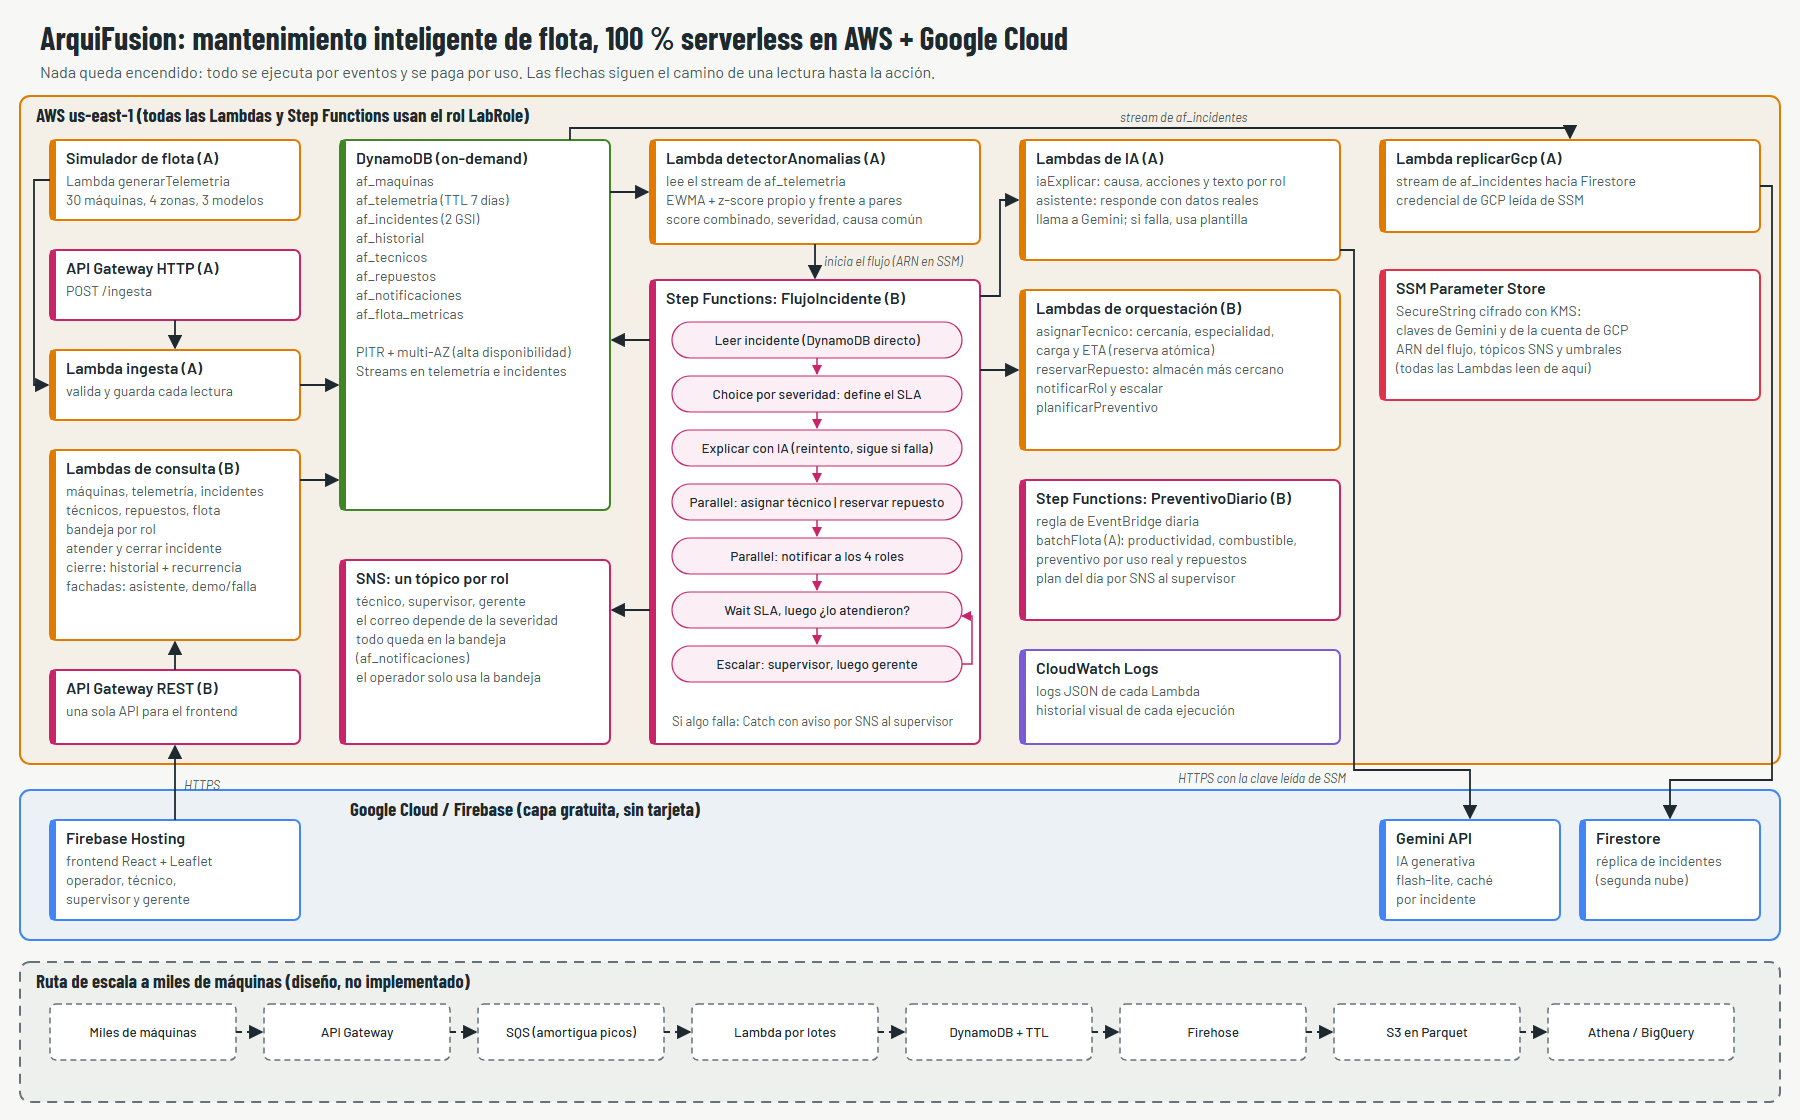 ArquiFusion: mantenimiento inteligente de flota, 100 % serverless en AWS + Google Cloud
Nada queda encendido: todo se ejecuta por eventos y se paga por uso. Las flechas siguen el camino de una lectura hasta la acción.
AWS us-east-1 (todas las Lambdas y Step Functions usan el rol LabRole)
stream de af_incidentes
Simulador de flota (A)
Lambda generarTelemetria
30 máquinas, 4 zonas, 3 modelos
API Gateway HTTP (A)
POST /ingesta
Lambda ingesta (A)
valida y guarda cada lectura
Lambdas de consulta (B)
máquinas, telemetría, incidentes
técnicos, repuestos, flota
bandeja por rol
atender y cerrar incidente
cierre: historial + recurrencia
fachadas: asistente, demo/falla
API Gateway REST (B)
una sola API para el frontend
DynamoDB (on-demand)
af_maquinas
af_telemetria (TTL 7 días)
af_incidentes (2 GSI)
af_historial
af_tecnicos
af_repuestos
af_notificaciones
af_flota_metricas
PITR + multi-AZ (alta disponibilidad)
Streams en telemetría e incidentes
SNS: un tópico por rol
técnico, supervisor, gerente
el correo depende de la severidad
todo queda en la bandeja
(af_notificaciones)
el operador solo usa la bandeja
Lambda detectorAnomalias (A)
lee el stream de af_telemetria
EWMA + z-score propio y frente a pares
score combinado, severidad, causa común
inicia el flujo (ARN en SSM)
Step Functions: FlujoIncidente (B)
Leer incidente (DynamoDB directo)
Choice por severidad: define el SLA
Explicar con IA (reintento, sigue si falla)
Parallel: asignar técnico | reservar repuesto
Parallel: notificar a los 4 roles
Wait SLA, luego ¿lo atendieron?
Escalar: supervisor, luego gerente
Si algo falla: Catch con aviso por SNS al supervisor
Lambdas de IA (A)
iaExplicar: causa, acciones y texto por rol
asistente: responde con datos reales
llama a Gemini; si falla, usa plantilla
Lambdas de orquestación (B)
asignarTecnico: cercanía, especialidad,
carga y ETA (reserva atómica)
reservarRepuesto: almacén más cercano
notificarRol y escalar
planificarPreventivo
Step Functions: PreventivoDiario (B)
regla de EventBridge diaria
batchFlota (A): productividad, combustible,
preventivo por uso real y repuestos
plan del día por SNS al supervisor
CloudWatch Logs
logs JSON de cada Lambda
historial visual de cada ejecución
Lambda replicarGcp (A)
stream de af_incidentes hacia Firestore
credencial de GCP leída de SSM
SSM Parameter Store
SecureString cifrado con KMS:
claves de Gemini y de la cuenta de GCP
ARN del flujo, tópicos SNS y umbrales
(todas las Lambdas leen de aquí)
HTTPS
HTTPS con la clave leída de SSM
Google Cloud / Firebase (capa gratuita, sin tarjeta)
Firebase Hosting
frontend React + Leaflet
operador, técnico,
supervisor y gerente
Gemini API
IA generativa
flash-lite, caché
por incidente
Firestore
réplica de incidentes
(segunda nube)
Ruta de escala a miles de máquinas (diseño, no implementado)
Miles de máquinas
API Gateway
SQS (amortigua picos)
Lambda por lotes
DynamoDB + TTL
Firehose
S3 en Parquet
Athena / BigQuery